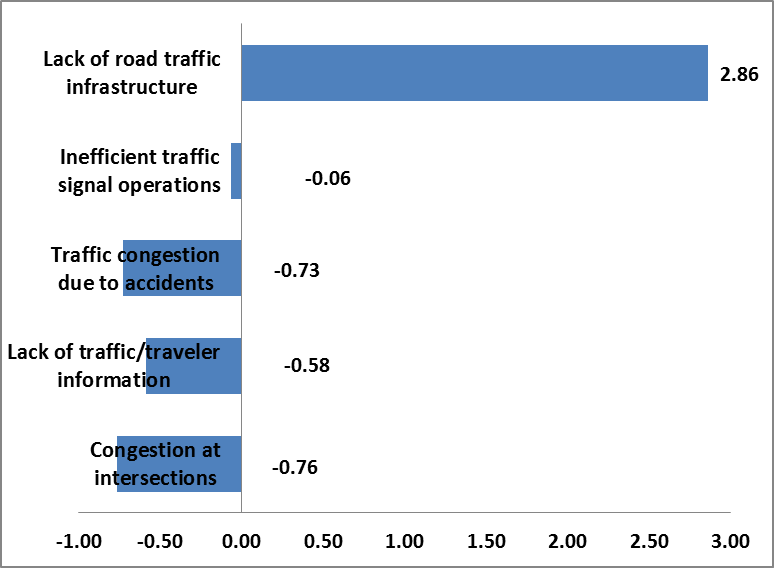 Lack of road traffic
infrastructure
2.86
Inefficient traffic
signal operations
-0.06
Traffic congestion
due to accidents
-0.73
Lack of traffic/traveler
information
-0.58
Congestion at
intersections
-0.76
-1.00 -0.50 0.00 0.50 1.00 1.50 2.00 2.50 3.00